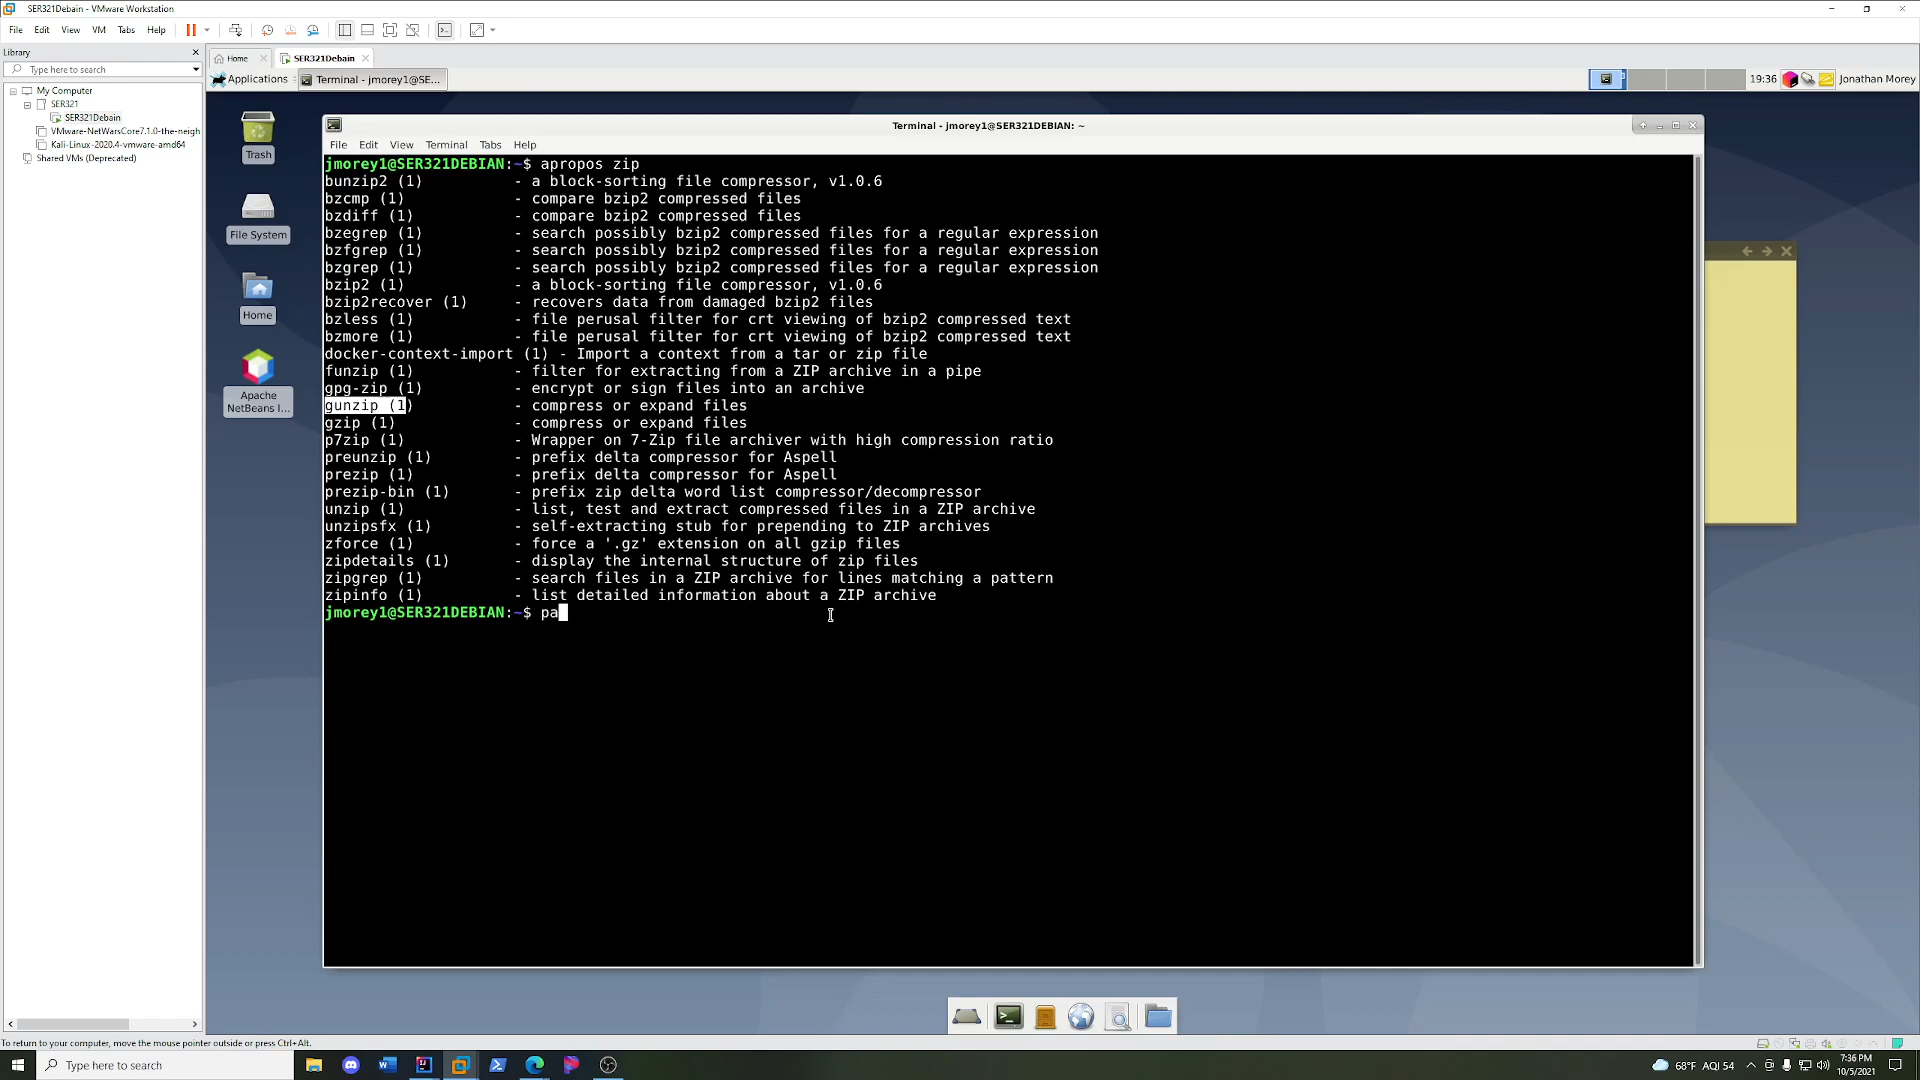 SER321Debain - VMware Workstation
File Edit View VM Tabs Help
Library
Type here to search
My Computer
SER321
SER321Debain
VMware-NetWarsCore7.1.0-the-neigh
Kali-Linux-2020.4-vmware-amd64
Shared VMs (Deprecated)
Home SER321Debain
Applications Terminal - jmorey1@SE... 19:36 Jonathan Morey
Trash
File System
Home
Apache
NetBeans I...
Terminal - jmorey1@SER321DEBIAN: ~
File Edit View Terminal Tabs Help
jmorey1@SER321DEBIAN:~$ apropos zip
bunzip2 (1) - a block-sorting file compressor, v1.0.6
bzcmp (1) - compare bzip2 compressed files
bzdiff (1) - compare bzip2 compressed files
bzegrep (1) - search possibly bzip2 compressed files for a regular expression
bzfgrep (1) - search possibly bzip2 compressed files for a regular expression
bzgrep (1) - search possibly bzip2 compressed files for a regular expression
bzip2 (1) - a block-sorting file compressor, v1.0.6
bzip2recover (1) - recovers data from damaged bzip2 files
bzless (1) - file perusal filter for crt viewing of bzip2 compressed text
bzmore (1) - file perusal filter for crt viewing of bzip2 compressed text
docker-context-import (1) - Import a context from a tar or zip file
funzip (1) - filter for extracting from a ZIP archive in a pipe
gpg-zip (1) - encrypt or sign files into an archive
gunzip (1) - compress or expand files
gzip (1) - compress or expand files
p7zip (1) - Wrapper on 7-Zip file archiver with high compression ratio
preunzip (1) - prefix delta compressor for Aspell
prezip (1) - prefix delta compressor for Aspell
prezip-bin (1) - prefix zip delta word list compressor/decompressor
unzip (1) - list, test and extract compressed files in a ZIP archive
unzipsfx (1) - self-extracting stub for prepending to ZIP archives
zforce (1) - force a '.gz' extension on all gzip files
zipdetails (1) - display the internal structure of zip files
zipgrep (1) - search files in a ZIP archive for lines matching a pattern
zipinfo (1) - list detailed information about a ZIP archive
jmorey1@SER321DEBIAN:~$ pa
To return to your computer, move the mouse pointer outside or press Ctrl+Alt.
Type here to search
68°F AQI 54
7:36 PM
10/5/2021